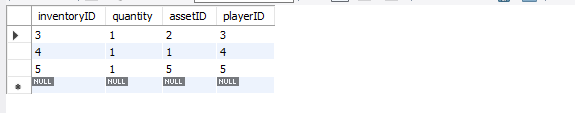 inventoryID quantity assetID playerID
3 1 2 3
4 1 1 4
5 1 5 5
NULL NULL NULL NULL